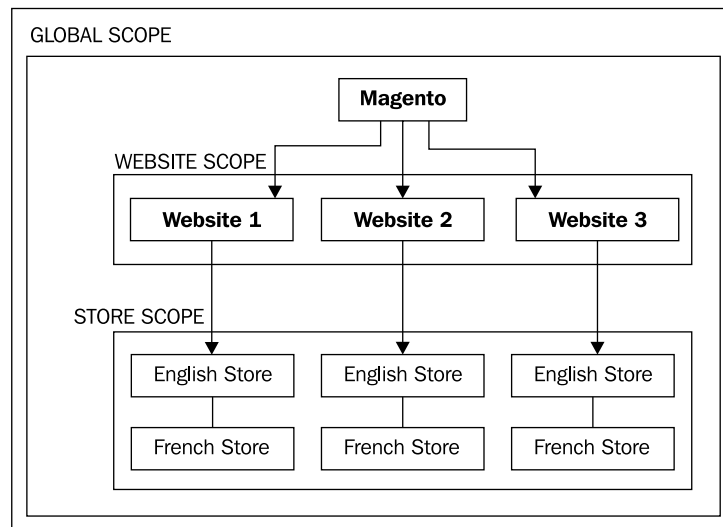 GLOBAL SCOPE
Magento
WEBSITE SCOPE
Website 1
Website 2
Website 3
STORE SCOPE
English Store
English Store
English Store
French Store
French Store
French Store